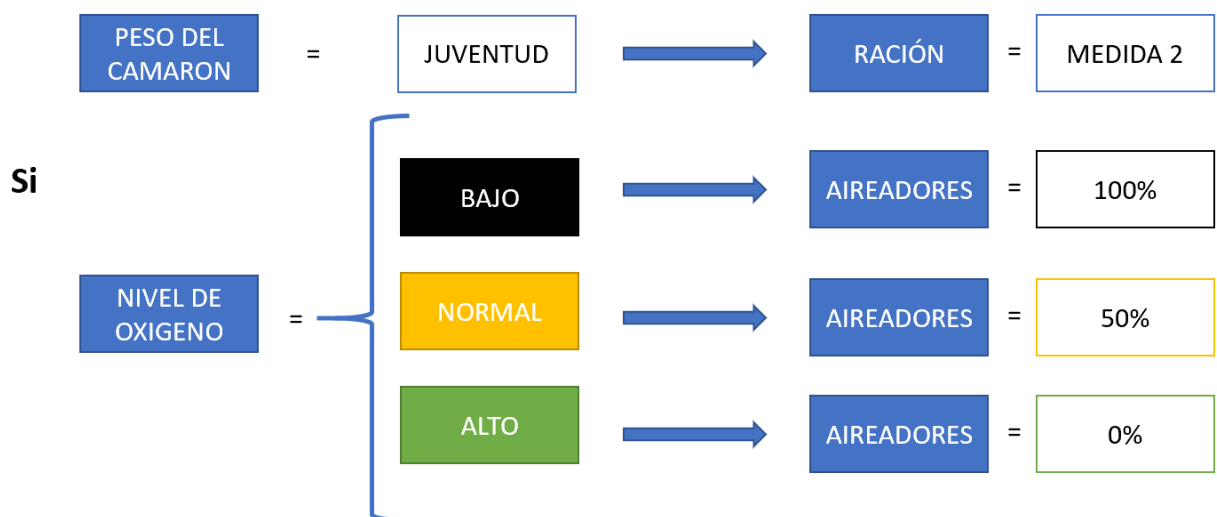 PESO DEL
CAMARON
=
JUVENTUD
RACIÓN
=
MEDIDA 2
Si
BAJO
AIREADORES
=
100%
NIVEL DE
OXIGENO
=
NORMAL
AIREADORES
=
50%
ALTO
AIREADORES
=
0%